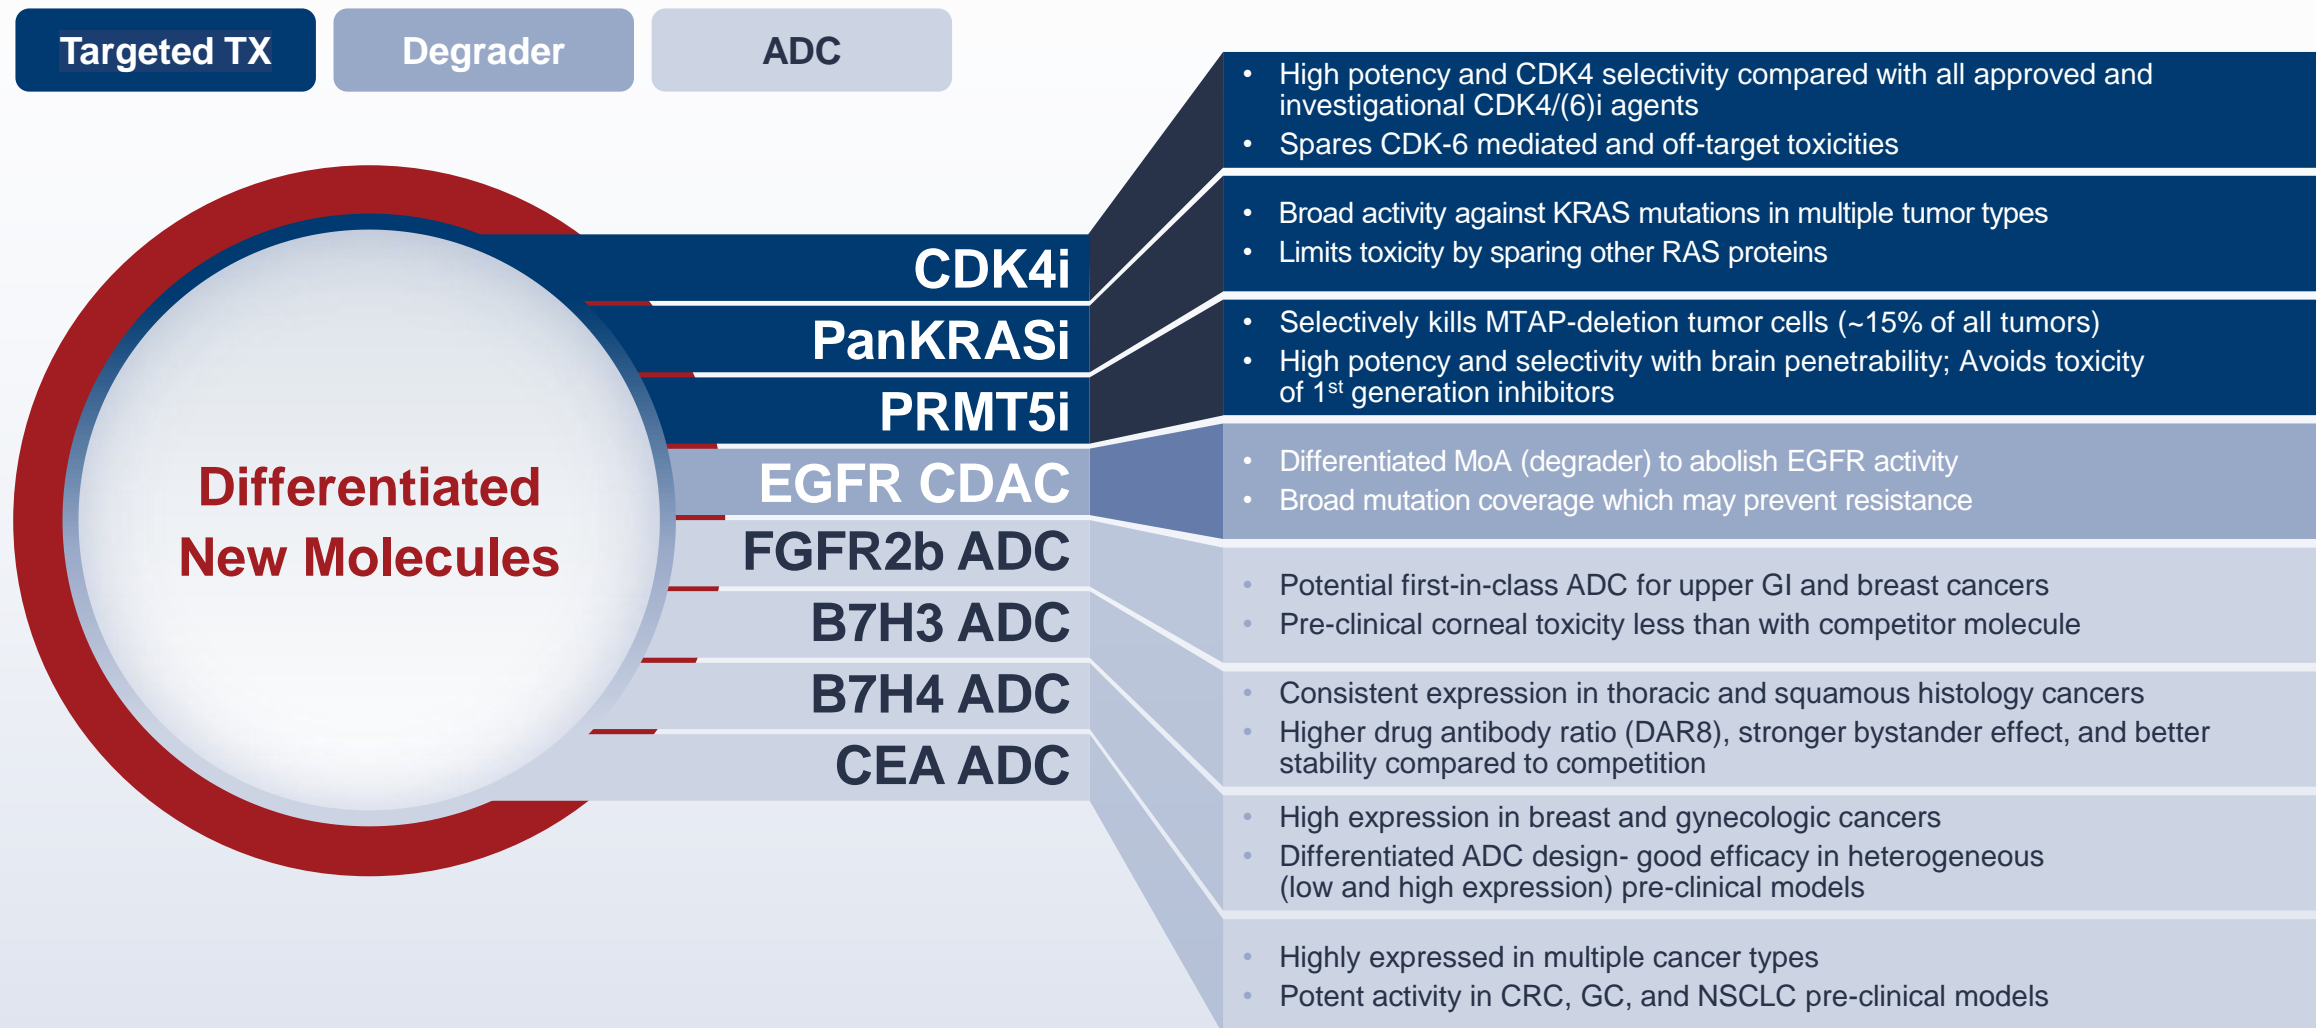 Targeted TX
Degrader
ADC
Differentiated
New Molecules
CDK4i
PanKRASi
PRMT5i
EGFR CDAC
FGFR2b ADC
B7H3 ADC
B7H4 ADC
CEA ADC
• High potency and CDK4 selectivity compared with all approved and
investigational CDK4/(6)i agents
• Spares CDK-6 mediated and off-target toxicities
• Broad activity against KRAS mutations in multiple tumor types
• Limits toxicity by sparing other RAS proteins
• Selectively kills MTAP-deletion tumor cells (~15% of all tumors)
• High potency and selectivity with brain penetrability; Avoids toxicity
of 1st generation inhibitors
• Differentiated MoA (degrader) to abolish EGFR activity
• Broad mutation coverage which may prevent resistance
• Potential first-in-class ADC for upper GI and breast cancers
• Pre-clinical corneal toxicity less than with competitor molecule
• Consistent expression in thoracic and squamous histology cancers
• Higher drug antibody ratio (DAR8), stronger bystander effect, and better
stability compared to competition
• High expression in breast and gynecologic cancers
• Differentiated ADC design- good efficacy in heterogeneous
(low and high expression) pre-clinical models
• Highly expressed in multiple cancer types
• Potent activity in CRC, GC, and NSCLC pre-clinical models